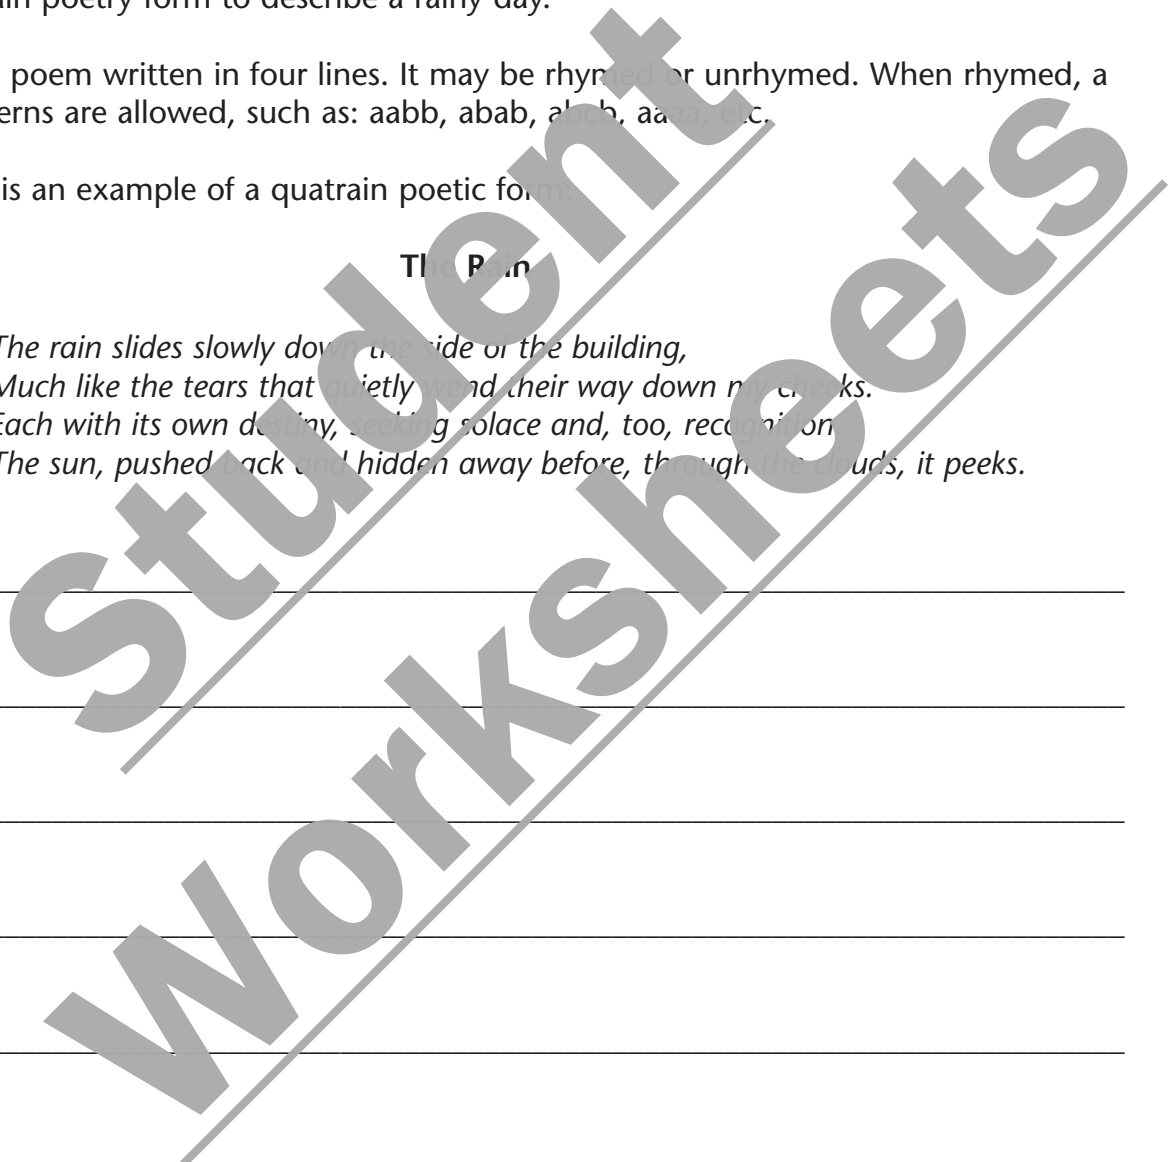 ain poetry form to describe a rainy day.
poem written in four lines. It may be rhymed or unrhymed. When rhymed, a
erns are allowed, such as: aabb, abab, abcb, aaaa, etc.
is an example of a quatrain poetic form:
The Rain
The rain slides slowly down the side of the building,
Much like the tears that quietly wend their way down my cheeks.
Each with its own destiny, seeking solace and, too, recognition
The sun, pushed back and hidden away before, through the clouds, it peeks.
Student
Worksheets